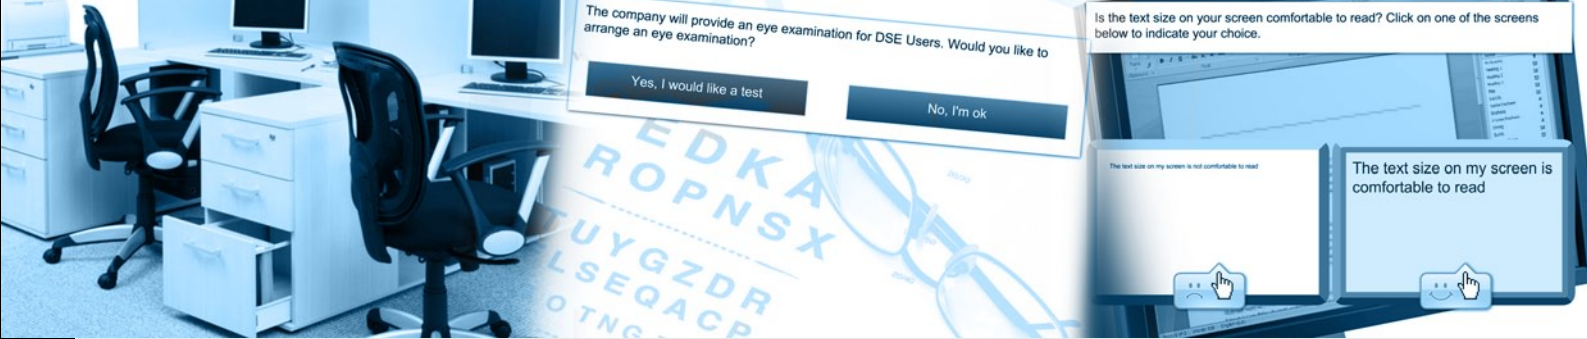 The company will provide an eye examination for DSE Users. Would you like to
arrange an eye examination?
Yes, I would like a test
No, I'm ok
EDKA
ROPNSX
TUYGZDR
LSEQACP
OTNG
Is the text size on your screen comfortable to read? Click on one of the screens
below to indicate your choice.
The text size on my screen is not comfortable to read
The text size on my screen is
comfortable to read